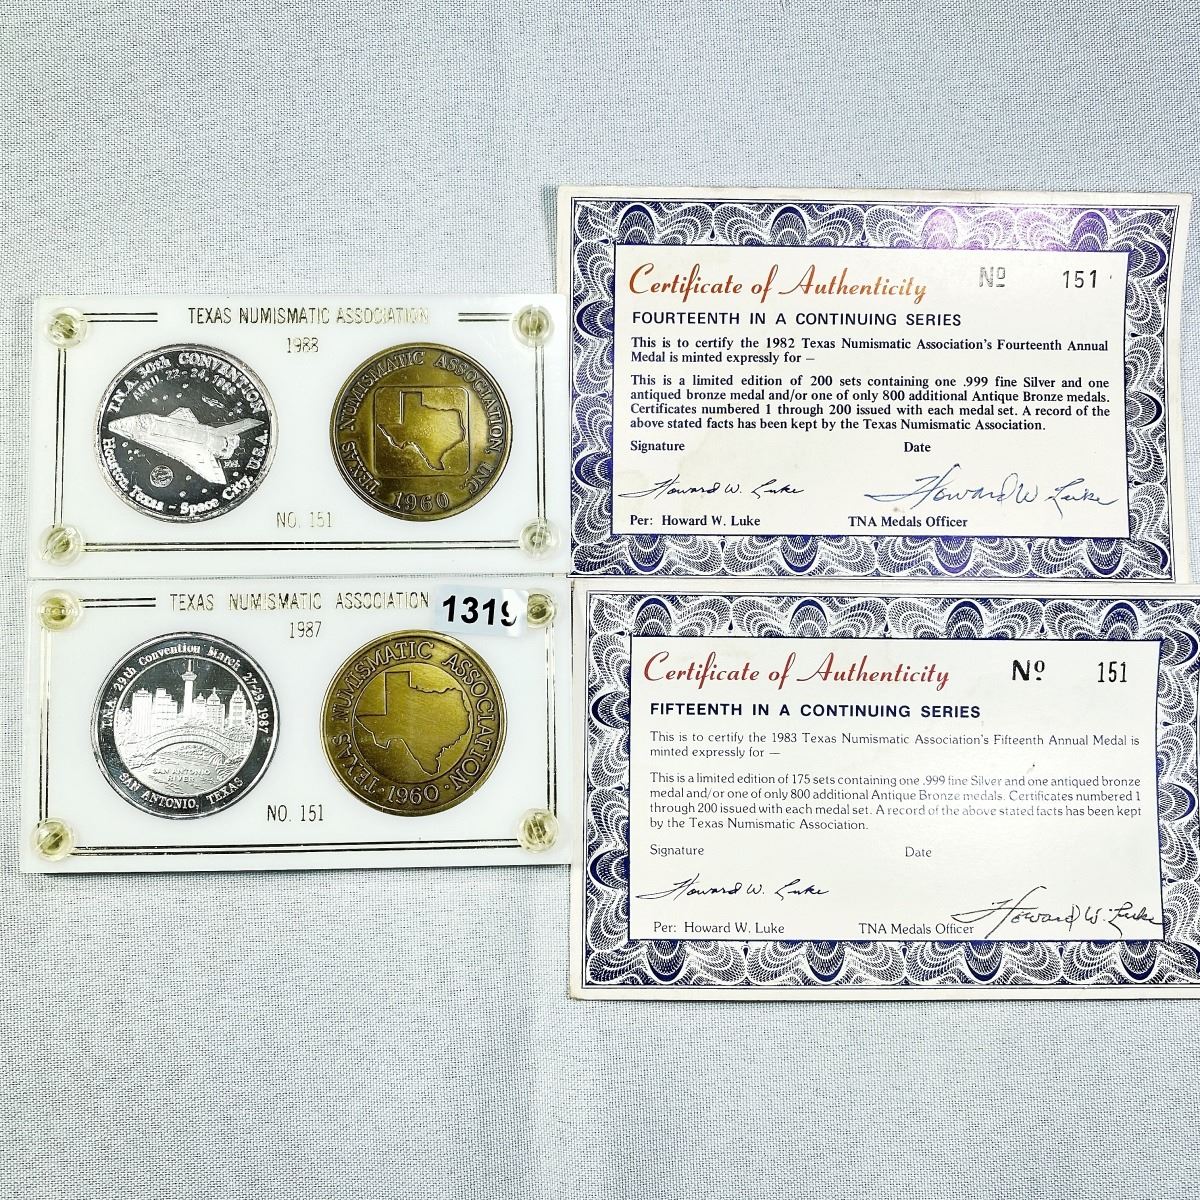 TEXAS NUMISMATIC ASSOCIATION
1988
T.N.A. 30th CONVENTION
APRIL 22-24, 1988
U.S.A.
Houston, Texas - Space City,
TEXAS NUMISMATIC ASSOCIATION, INC.
1960
NO. 151
TEXAS NUMISMATIC ASSOCIATION
1319
1987
T.N.A. 29th Convention March 27-29, 1987
SAN ANTONIO
RIVER
SAN ANTONIO, TEXAS
TEXAS NUMISMATIC ASSOCIATION
· 1960 ·
NO. 151
Certificate of Authenticity Nº 151
FOURTEENTH IN A CONTINUING SERIES
This is to certify the 1982 Texas Numismatic Association's Fourteenth Annual
Medal is minted expressly for —
This is a limited edition of 200 sets containing one .999 fine Silver and one
antiqued bronze medal and/or one of only 800 additional Antique Bronze medals.
Certificates numbered 1 through 200 issued with each medal set. A record of the
above stated facts has been kept by the Texas Numismatic Association.
Signature Date
Howard W. Luke Howard W Luke
Per: Howard W. Luke TNA Medals Officer
Certificate of Authenticity Nº 151
FIFTEENTH IN A CONTINUING SERIES
This is to certify the 1983 Texas Numismatic Association's Fifteenth Annual Medal is
minted expressly for —
This is a limited edition of 175 sets containing one .999 fine Silver and one antiqued bronze
medal and/or one of only 800 additional Antique Bronze medals. Certificates numbered 1
through 200 issued with each medal set. A record of the above stated facts has been kept
by the Texas Numismatic Association.
Signature Date
Howard W. Luke Howard W. Luke
Per: Howard W. Luke TNA Medals Officer